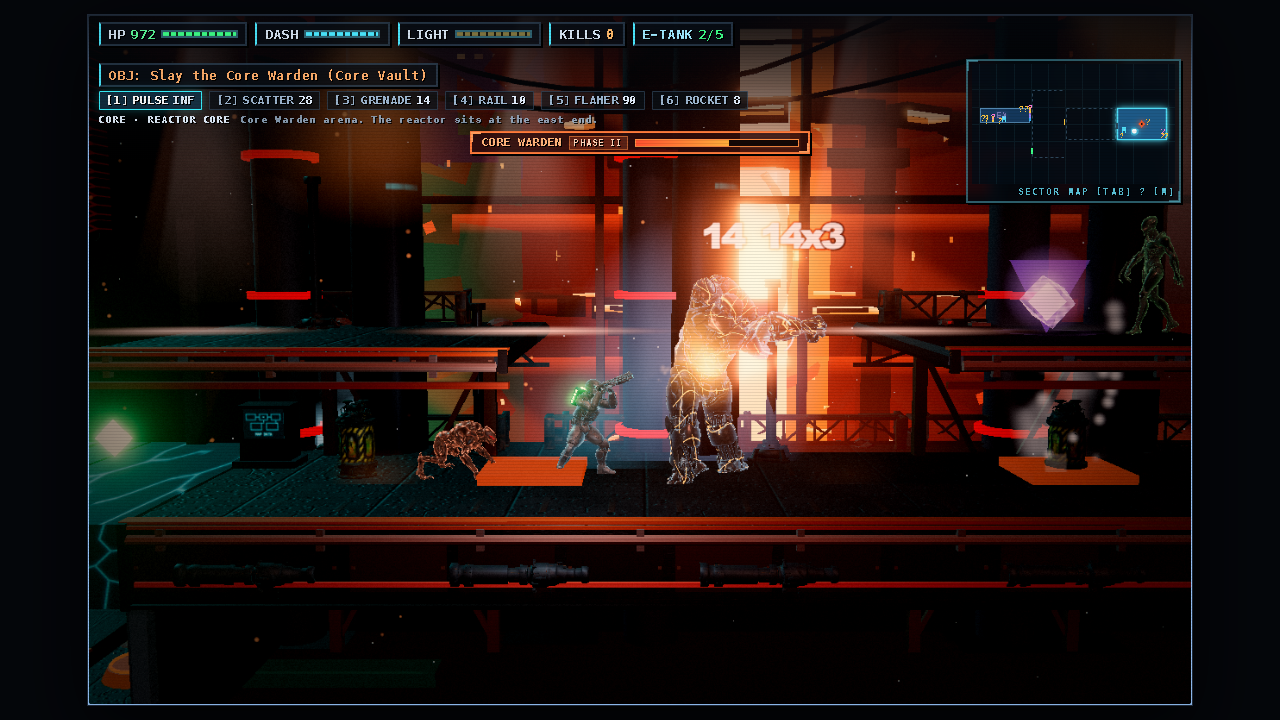 HP 972 DASH LIGHT KILLS 0 E-TANK 2/5
OBJ: Slay the Core Warden (Core Vault)
[1] PULSE INF [2] SCATTER 28 [3] GRENADE 14 [4] RAIL 10 [5] FLAMER 90 [6] ROCKET 8
CORE · REACTOR CORE Core Warden arena. The reactor sits at the east end.
CORE WARDEN PHASE II
SECTOR MAP [TAB] ? [M]
14 14x3